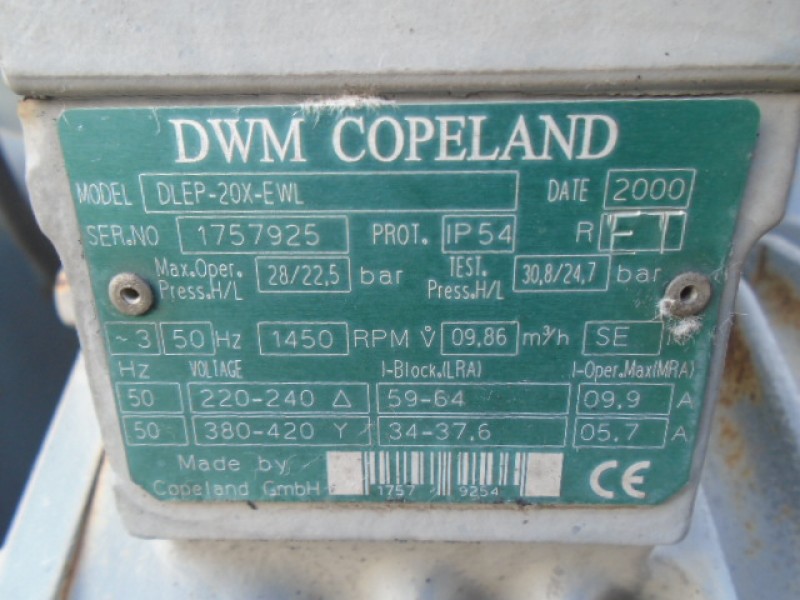 DWM COPELAND
MODEL DLEP-20X-EWL DATE 2000
SER.NO 1757925 PROT. IP54 R
Max.Oper. Press.H/L 28/22,5 bar TEST. Press.H/L 30,8/24,7 bar
~3 50 Hz 1450 RPM V̊ 09,86 m³/h SE
Hz VOLTAGE I-Block.(LRA) I-Oper.Max(MRA)
50 220-240 Δ 59-64 09.9 A
50 380-420 Y 34-37,6 05.7 A
Made by
Copeland GmbH 1757 9254 CE